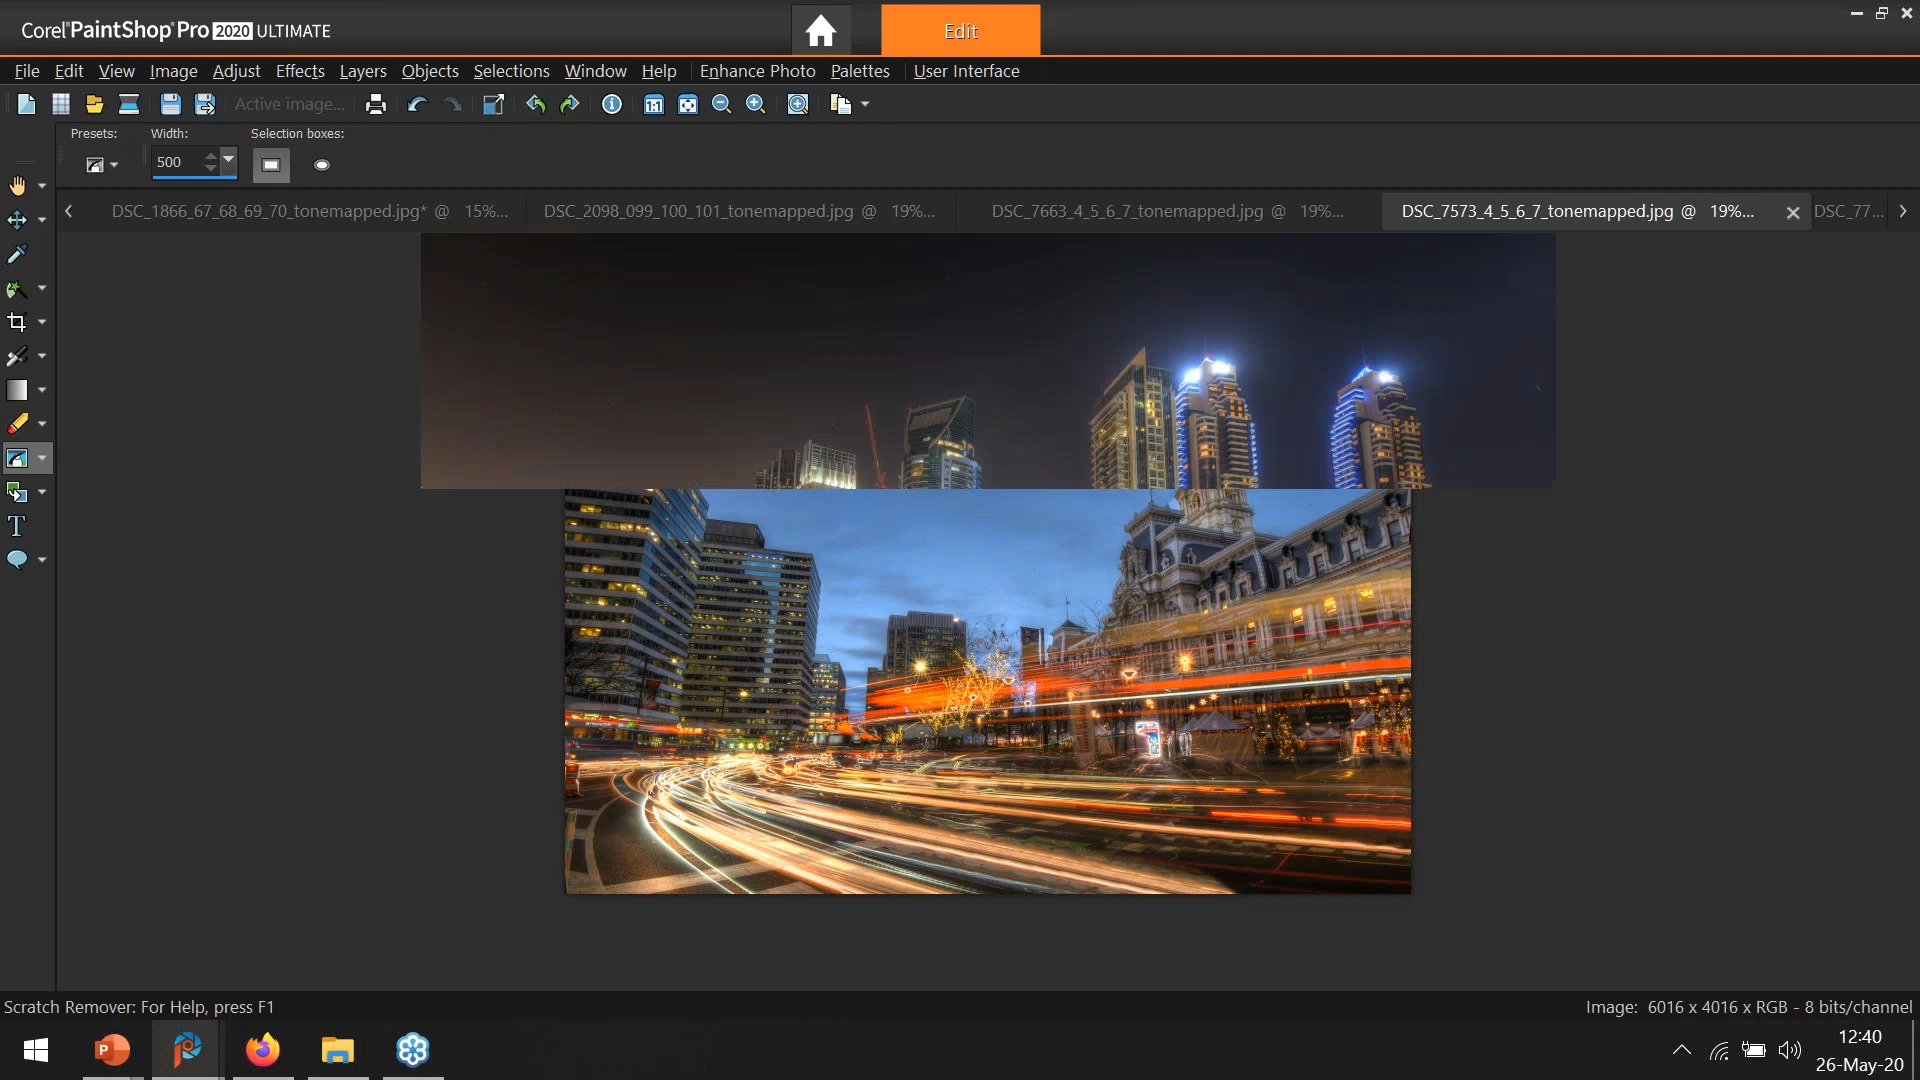 Corel PaintShop Pro 2020 ULTIMATE
Edit
File Edit View Image Adjust Effects Layers Objects Selections Window Help Enhance Photo Palettes User Interface
Active image...
Presets: Width: Selection boxes:
500
DSC_1866_67_68_69_70_tonemapped.jpg* @ 15%... DSC_2098_099_100_101_tonemapped.jpg @ 19%... DSC_7663_4_5_6_7_tonemapped.jpg @ 19%... DSC_7573_4_5_6_7_tonemapped.jpg @ 19%... DSC_77...
Scratch Remover: For Help, press F1
Image: 6016 x 4016 x RGB - 8 bits/channel
12:40
26-May-20